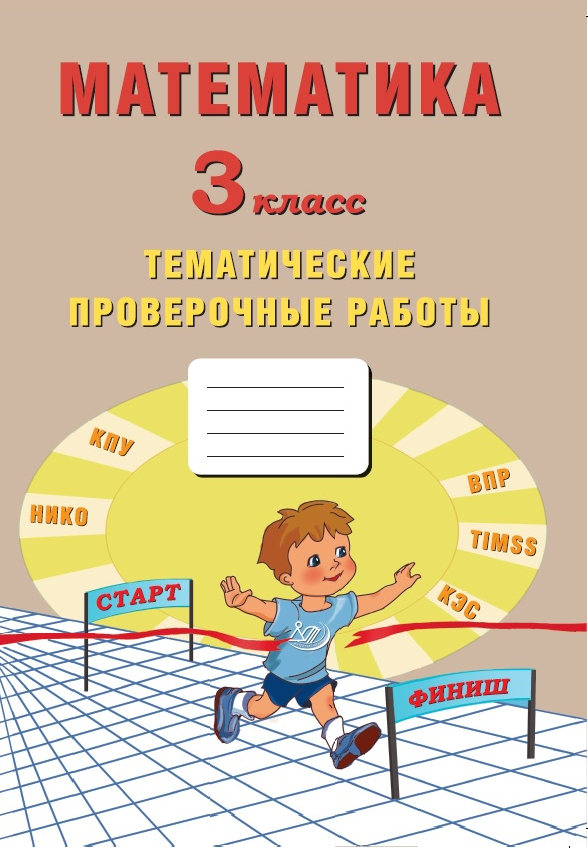 МАТЕМАТИКА
3 класс
ТЕМАТИЧЕСКИЕ
ПРОВЕРОЧНЫЕ РАБОТЫ
КПУ
НИКО
ВПР
TIMSS
КЭС
СТАРТ
ФИНИШ